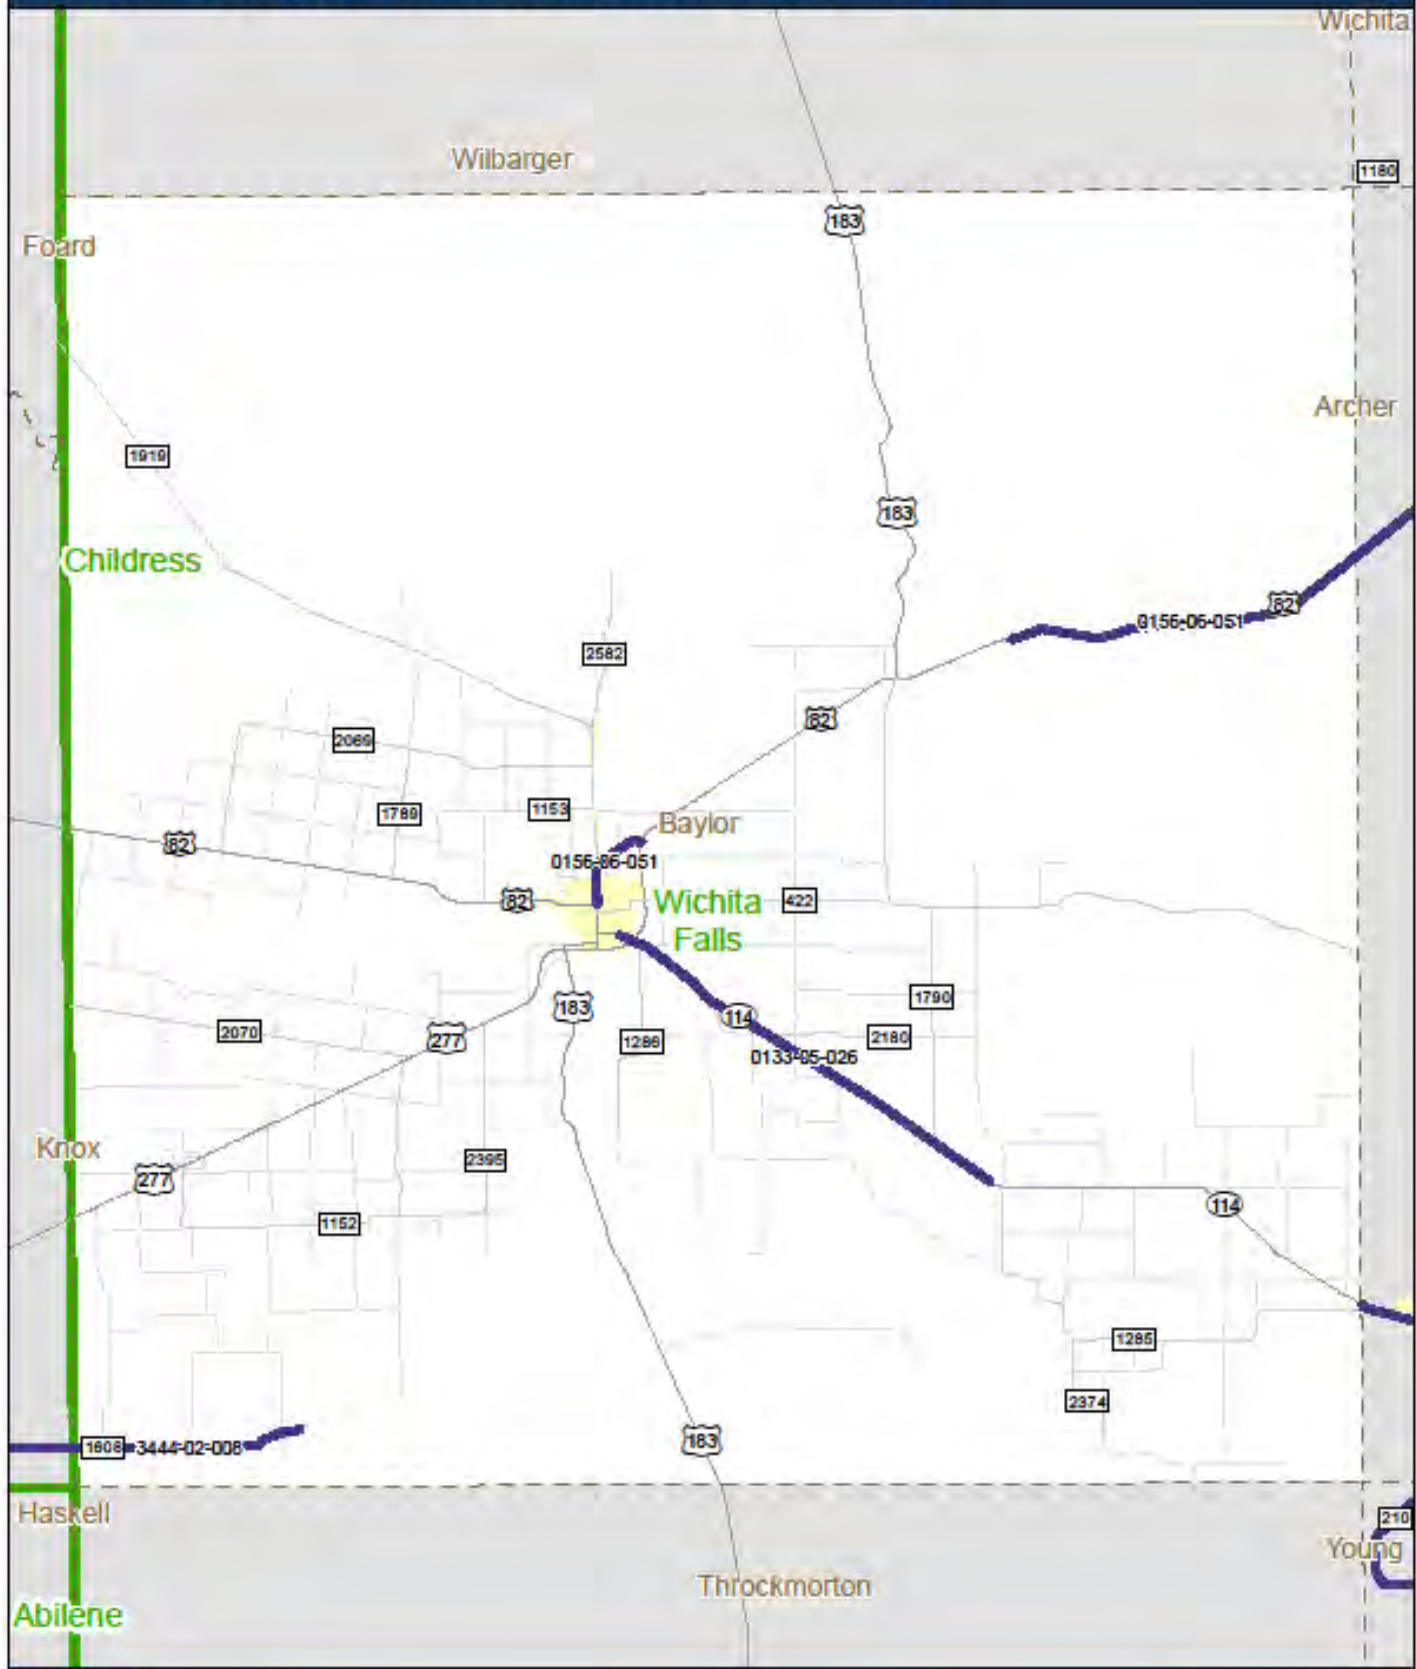 Wichita
Wilbarger
1180
183
Foard
Archer
1919
183
Childress
82
0156-06-051
2582
82
2069
1789
1153
Baylor
82
0156-06-051
82
Wichita
Falls
422
183
114
1790
2070
277
1286
2180
0133-05-026
Knox
2395
277
114
1152
1285
2374
183
1608
3444-02-008
Haskell
210
Young
Throckmorton
Abilene